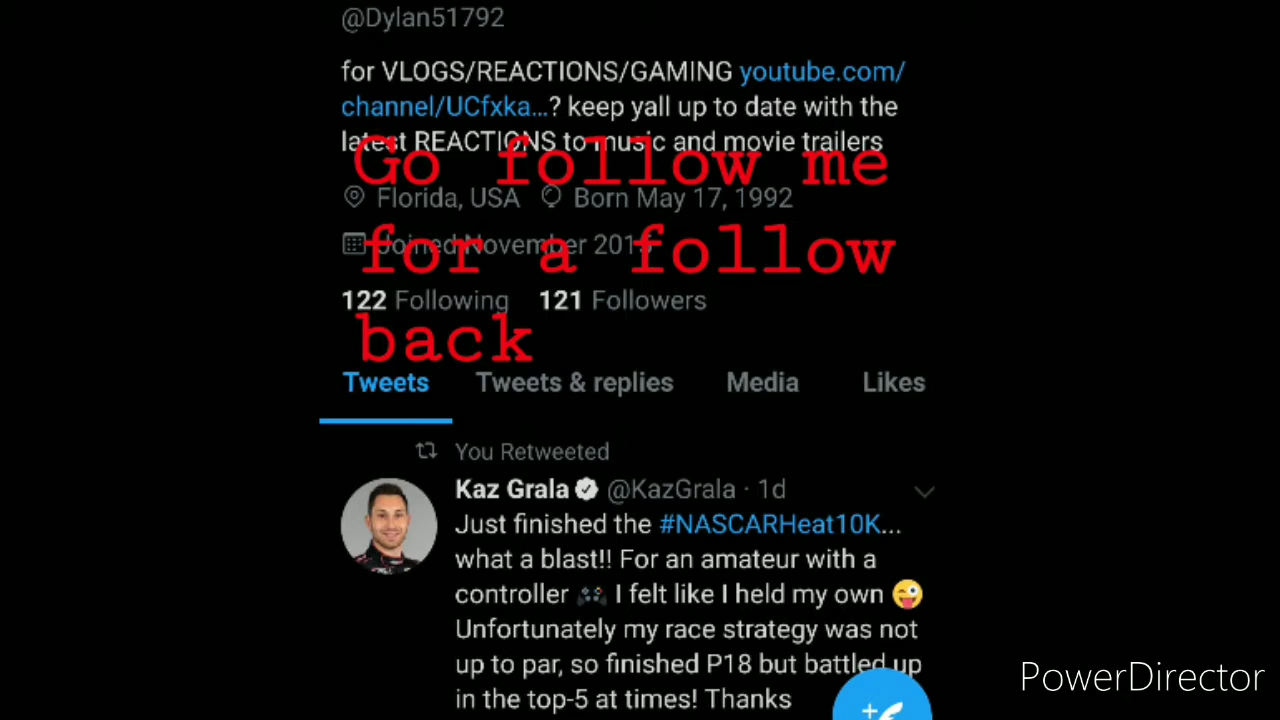 @Dylan51792
for VLOGS/REACTIONS/GAMING youtube.com/
channel/UCfxka...? keep yall up to date with the
latest REACTIONS to music and movie trailers
Go follow me
Florida, USA Born May 17, 1992
for a follow
Joined November
122 Following 121 Followers
back
Tweets Tweets & replies Media Likes
You Retweeted
Kaz Grala @KazGrala · 1d
Just finished the #NASCARHeat10K...
what a blast!! For an amateur with a
controller 🎮 I felt like I held my own 😜
Unfortunately my race strategy was not
up to par, so finished P18 but battled up
in the top-5 at times! Thanks
PowerDirector